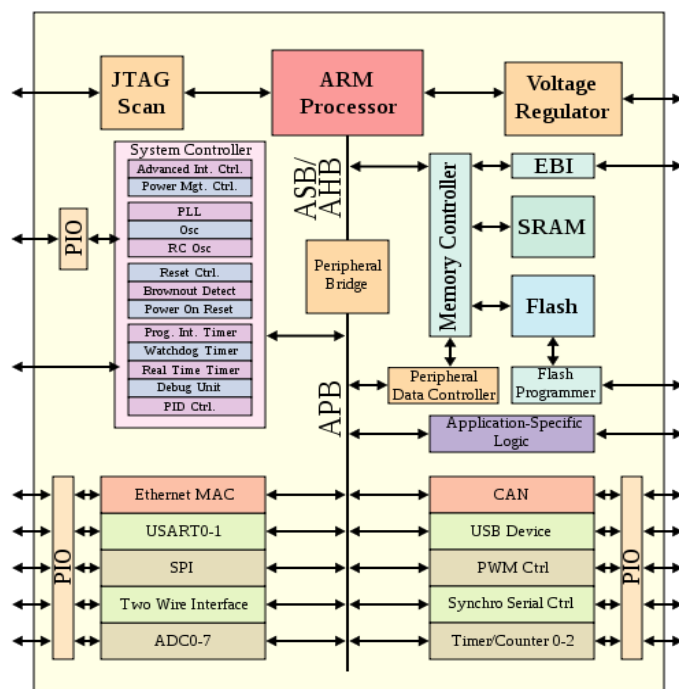 JTAG
Scan
ARM
Processor
Voltage
Regulator
System Controller
Advanced Int. Ctrl.
Power Mgt. Ctrl.
PLL
Osc
RC Osc
Reset Ctrl.
Brownout Detect
Power On Reset
Prog. Int. Timer
Watchdog Timer
Real Time Timer
Debug Unit
PID Ctrl.
PIO
ASB/
AHB
Peripheral
Bridge
APB
Memory Controller
EBI
SRAM
Flash
Peripheral
Data Controller
Flash
Programmer
Application-Specific
Logic
PIO
Ethernet MAC
USART0-1
SPI
Two Wire Interface
ADC0-7
CAN
USB Device
PWM Ctrl
Synchro Serial Ctrl
Timer/Counter 0-2
PIO